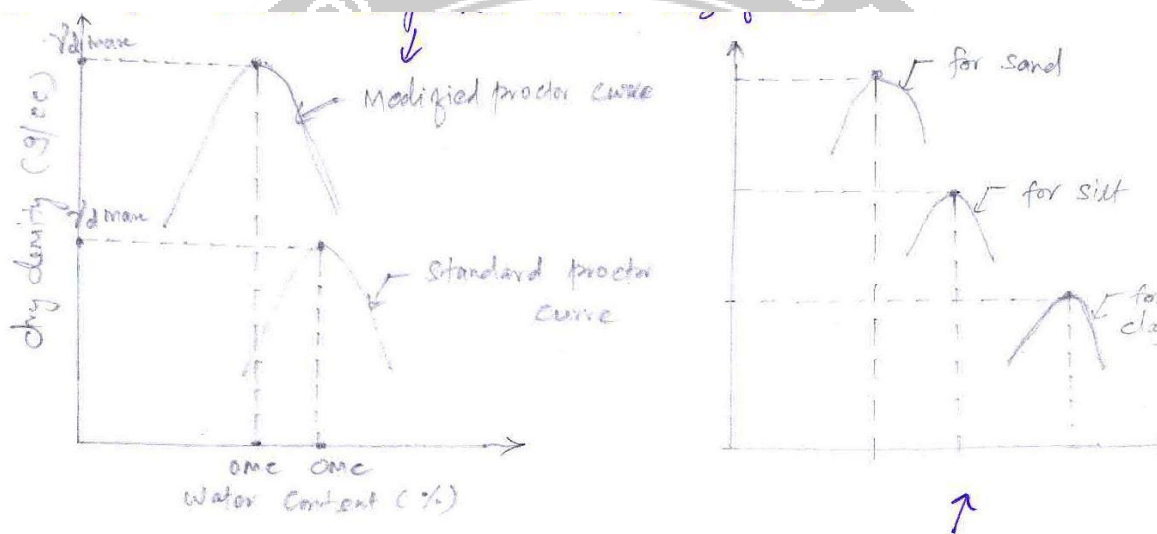 γd max
Modified proctor curve
dry density (g/cc)
γd max
Standard proctor
curve
OMC OMC
Water Content (%)
for sand
for silt
for